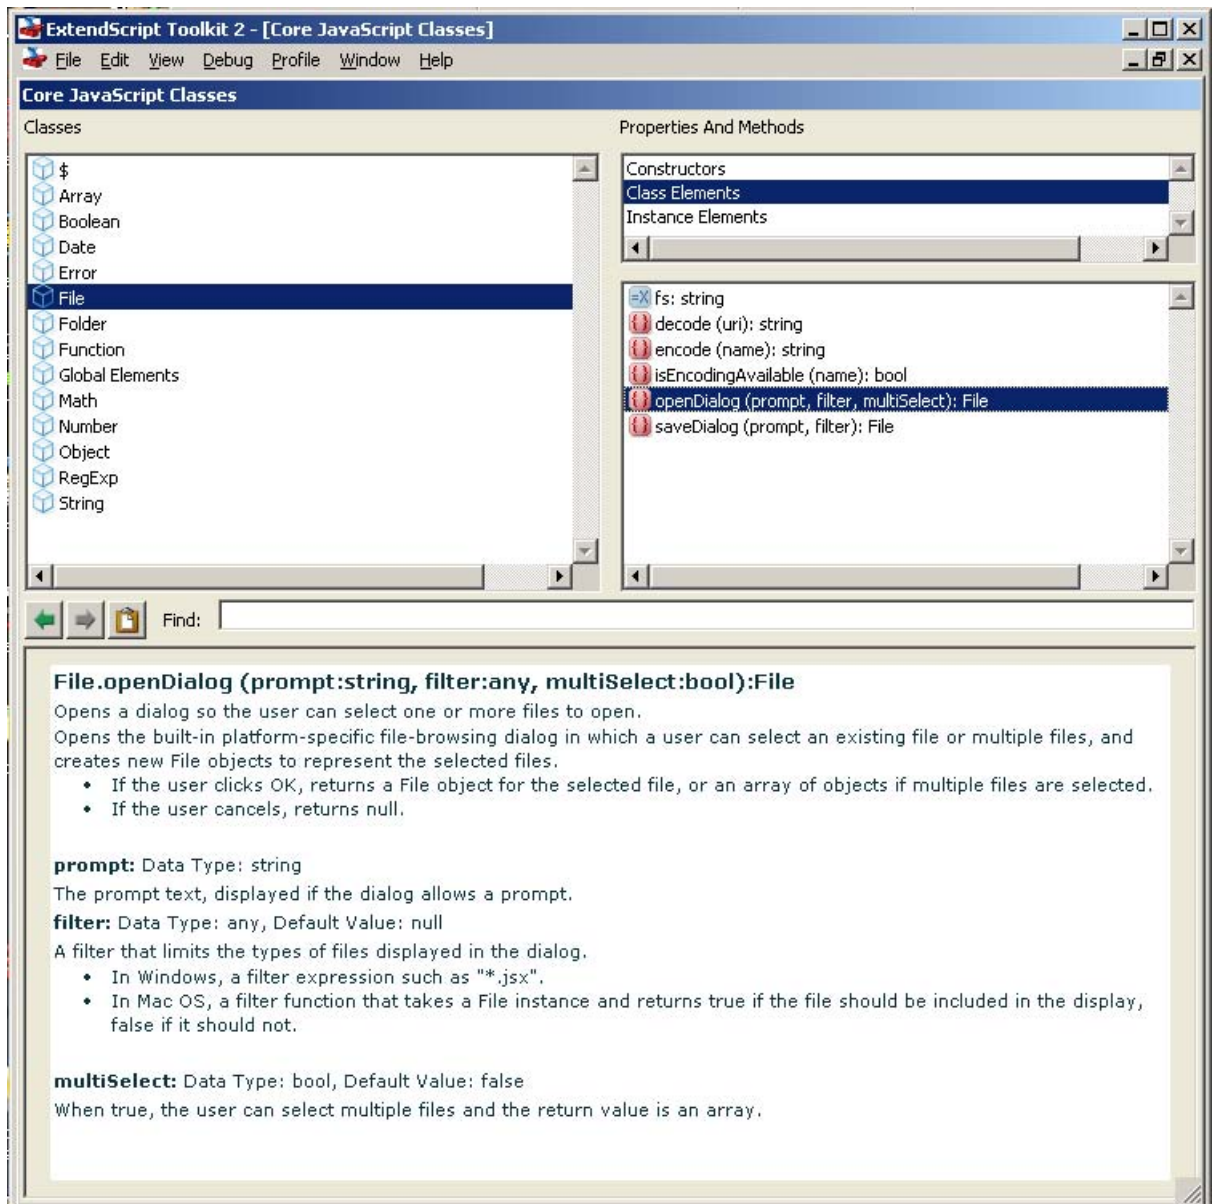 ExtendScript Toolkit 2 - [Core JavaScript Classes]
File Edit View Debug Profile Window Help
Core JavaScript Classes
Classes
Properties And Methods
$
Array
Boolean
Date
Error
File
Folder
Function
Global Elements
Math
Number
Object
RegExp
String
Constructors
Class Elements
Instance Elements
=X fs: string
{} decode (uri): string
{} encode (name): string
{} isEncodingAvailable (name): bool
{} openDialog (prompt, filter, multiSelect): File
{} saveDialog (prompt, filter): File
Find:
File.openDialog (prompt:string, filter:any, multiSelect:bool):File
Opens a dialog so the user can select one or more files to open.
Opens the built-in platform-specific file-browsing dialog in which a user can select an existing file or multiple files, and
creates new File objects to represent the selected files.
• If the user clicks OK, returns a File object for the selected file, or an array of objects if multiple files are selected.
• If the user cancels, returns null.
prompt: Data Type: string
The prompt text, displayed if the dialog allows a prompt.
filter: Data Type: any, Default Value: null
A filter that limits the types of files displayed in the dialog.
• In Windows, a filter expression such as "*.jsx".
• In Mac OS, a filter function that takes a File instance and returns true if the file should be included in the display,
false if it should not.
multiSelect: Data Type: bool, Default Value: false
When true, the user can select multiple files and the return value is an array.